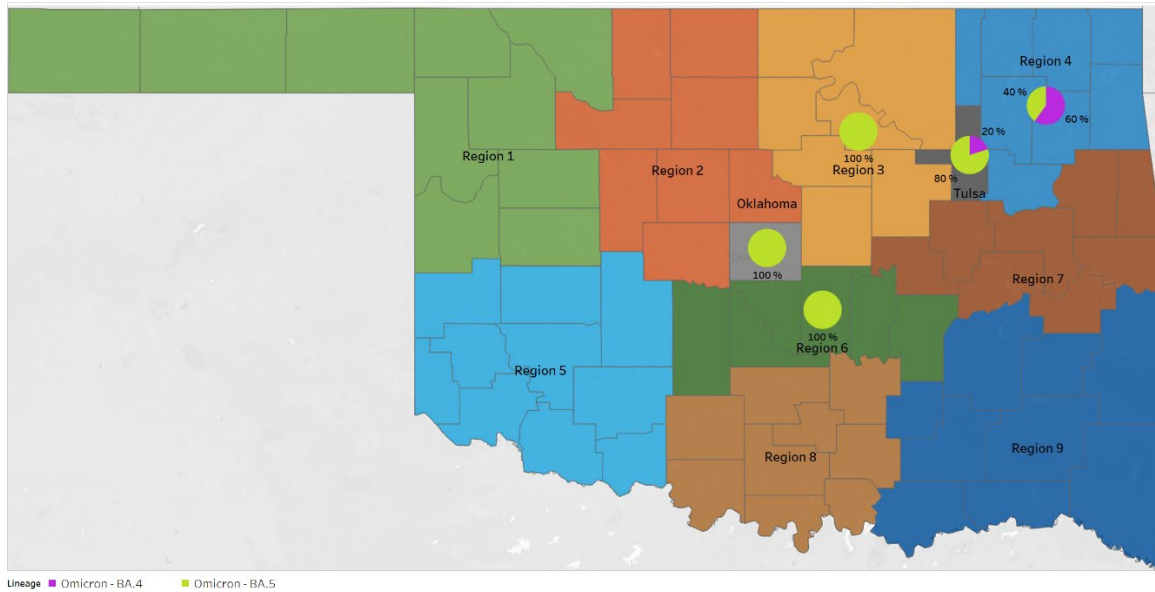 Region 4
40 %
60 %
20 %
80 %
Tulsa
100 %
Region 3
Region 1
Region 2
Oklahoma
100 %
Region 7
100 %
Region 6
Region 5
Region 8
Region 9
Lineage Omicron - BA.4 Omicron - BA.5